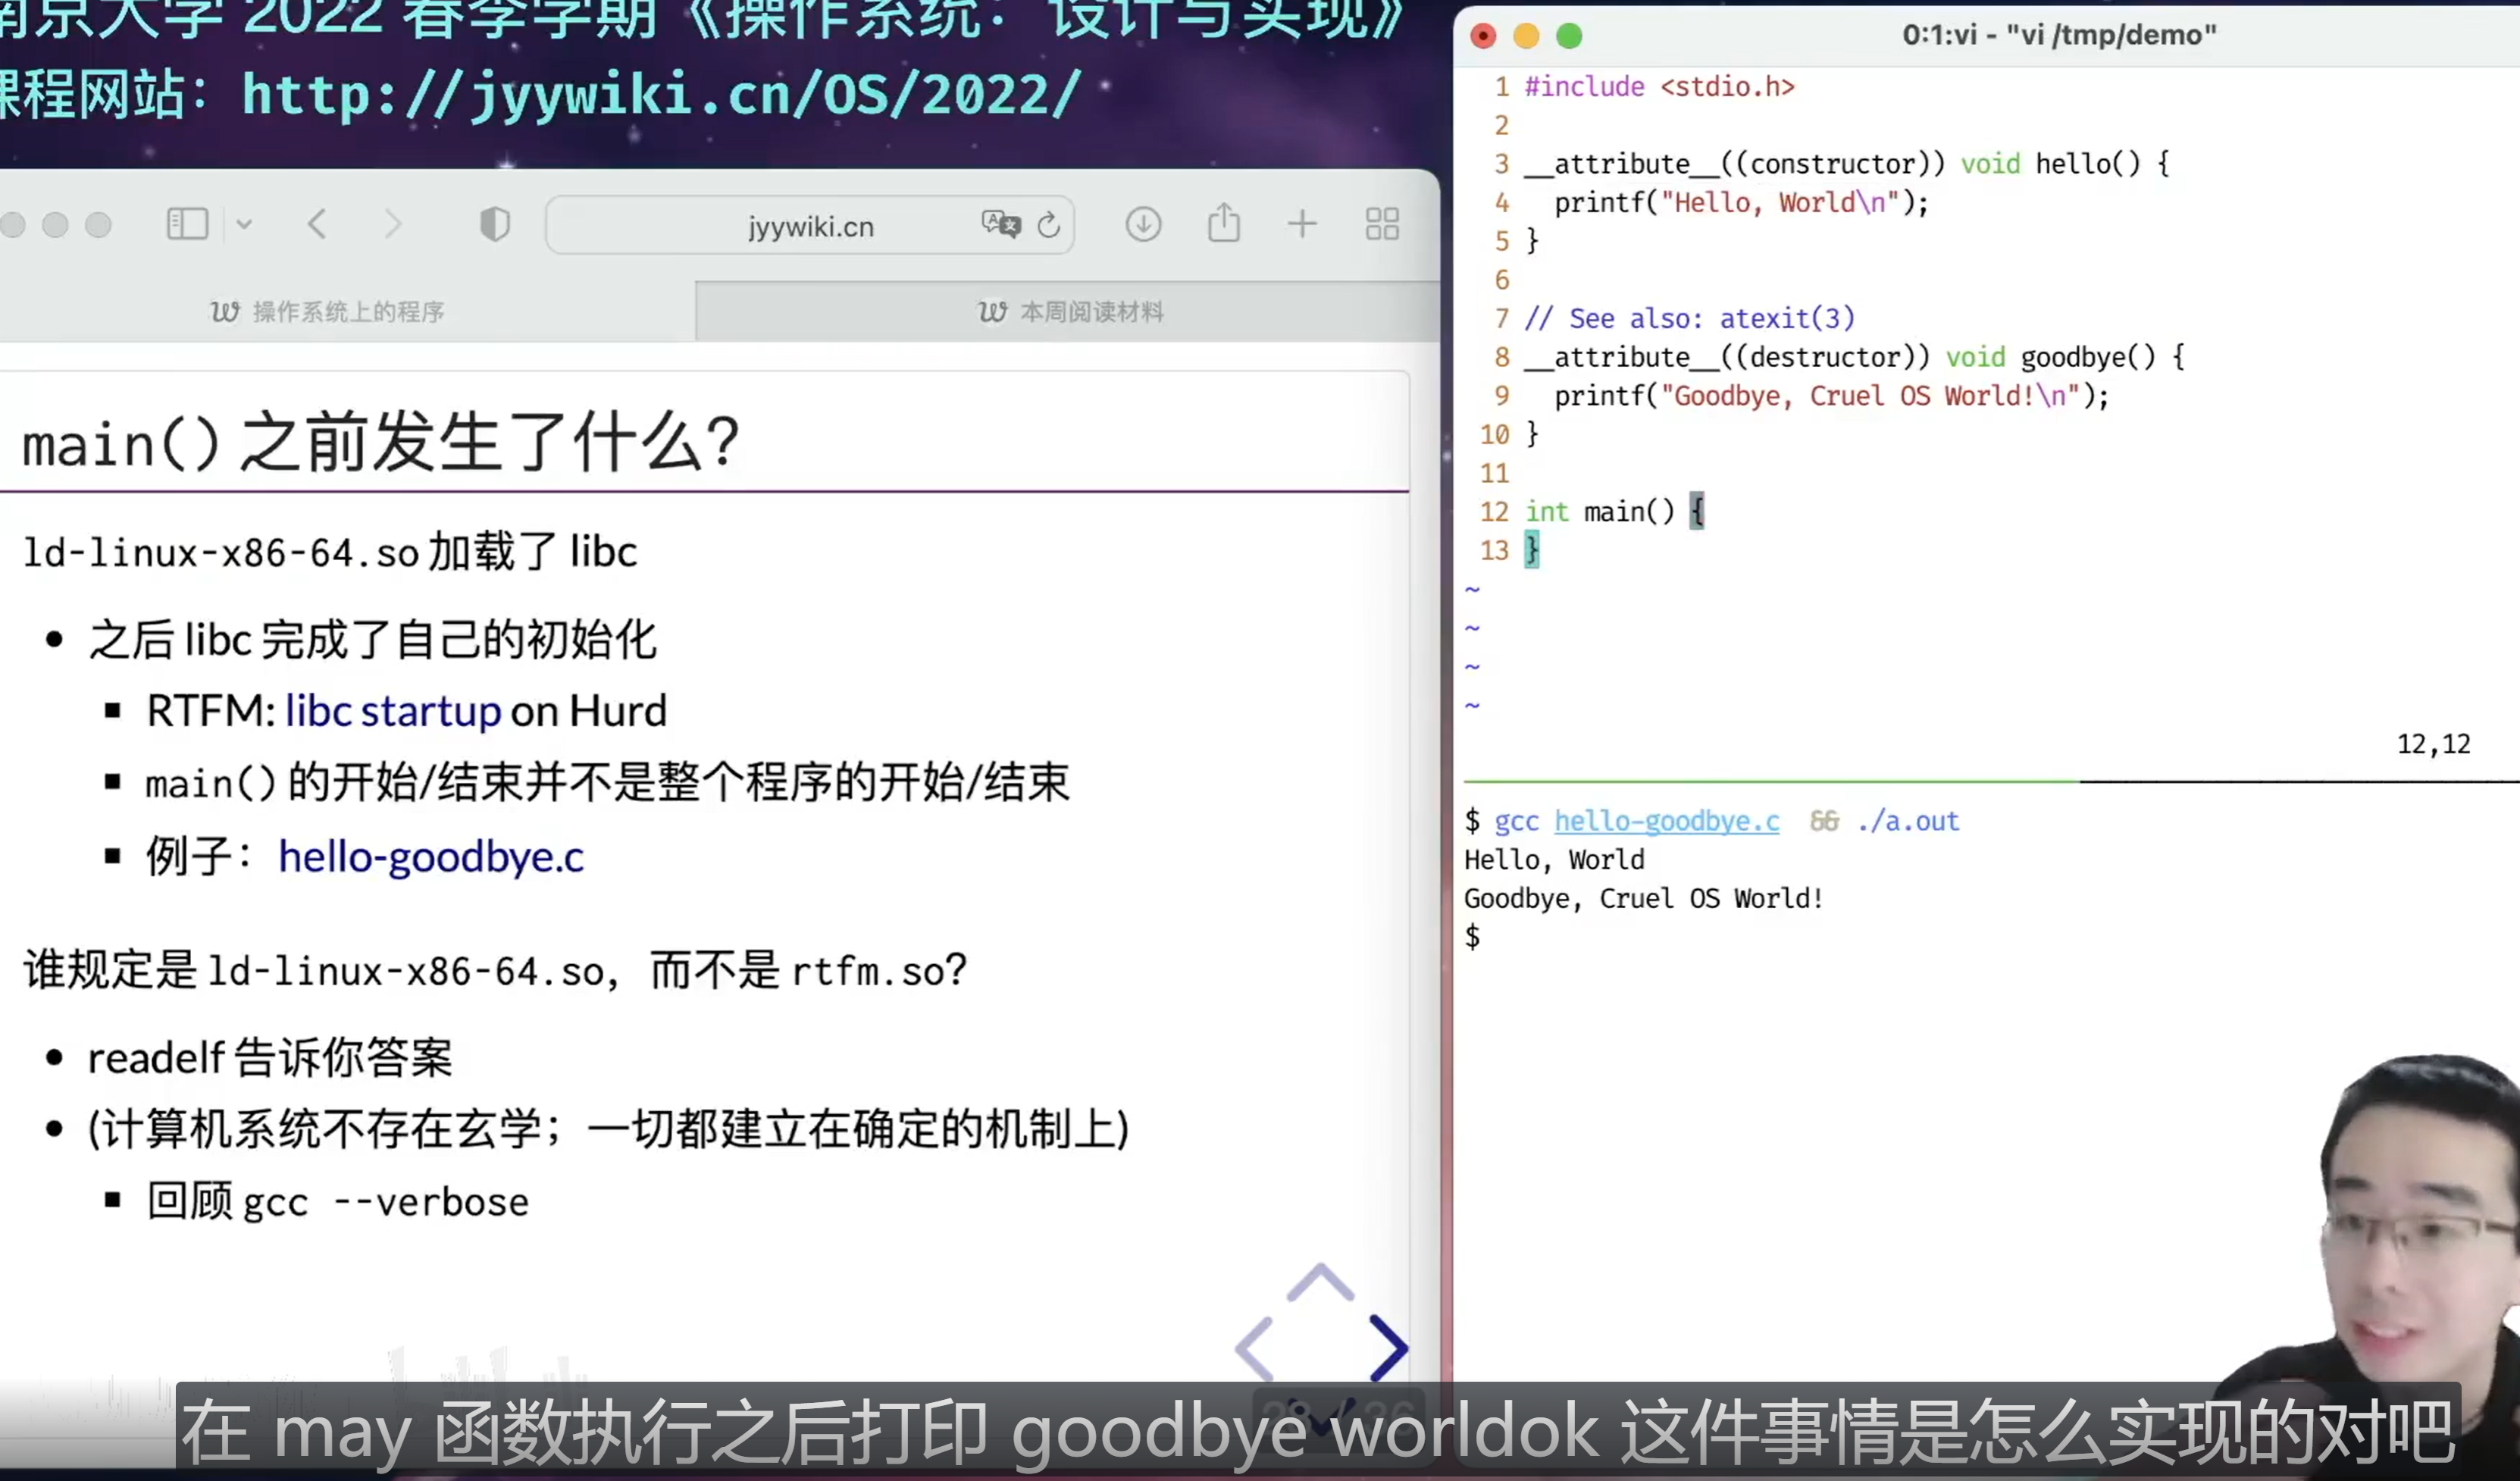 南京大学 2022 春季学期《操作系统：设计与实现》
课程网站：http://jyywiki.cn/OS/2022/
jyywiki.cn
操作系统上的程序
本周阅读材料
main() 之前发生了什么？
ld-linux-x86-64.so 加载了 libc
• 之后 libc 完成了自己的初始化
▪ RTFM: libc startup on Hurd
▪ main() 的开始/结束并不是整个程序的开始/结束
▪ 例子：hello-goodbye.c
谁规定是 ld-linux-x86-64.so，而不是 rtfm.so？
• readelf 告诉你答案
• (计算机系统不存在玄学；一切都建立在确定的机制上)
▪ 回顾 gcc --verbose
0:1:vi - "vi /tmp/demo"
1 #include <stdio.h>
2
3 __attribute__((constructor)) void hello() {
4   printf("Hello, World\n");
5 }
6
7 // See also: atexit(3)
8 __attribute__((destructor)) void goodbye() {
9   printf("Goodbye, Cruel OS World!\n");
10 }
11
12 int main() {
13 }
~
~
~
~
12,12
$ gcc hello-goodbye.c && ./a.out
Hello, World
Goodbye, Cruel OS World!
$
在 may 函数执行之后打印 goodbye worldok 这件事情是怎么实现的对吧